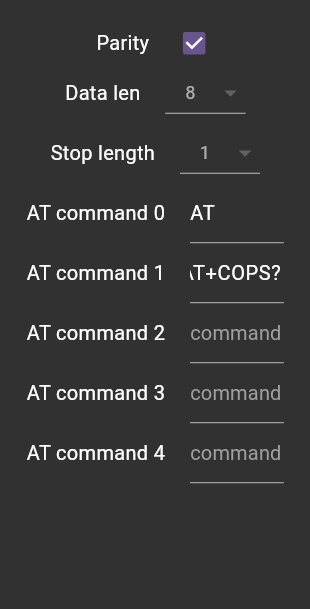 Parity
Data len 8
Stop length 1
AT command 0 AT
AT command 1 AT+COPS?
AT command 2 command
AT command 3 command
AT command 4 command